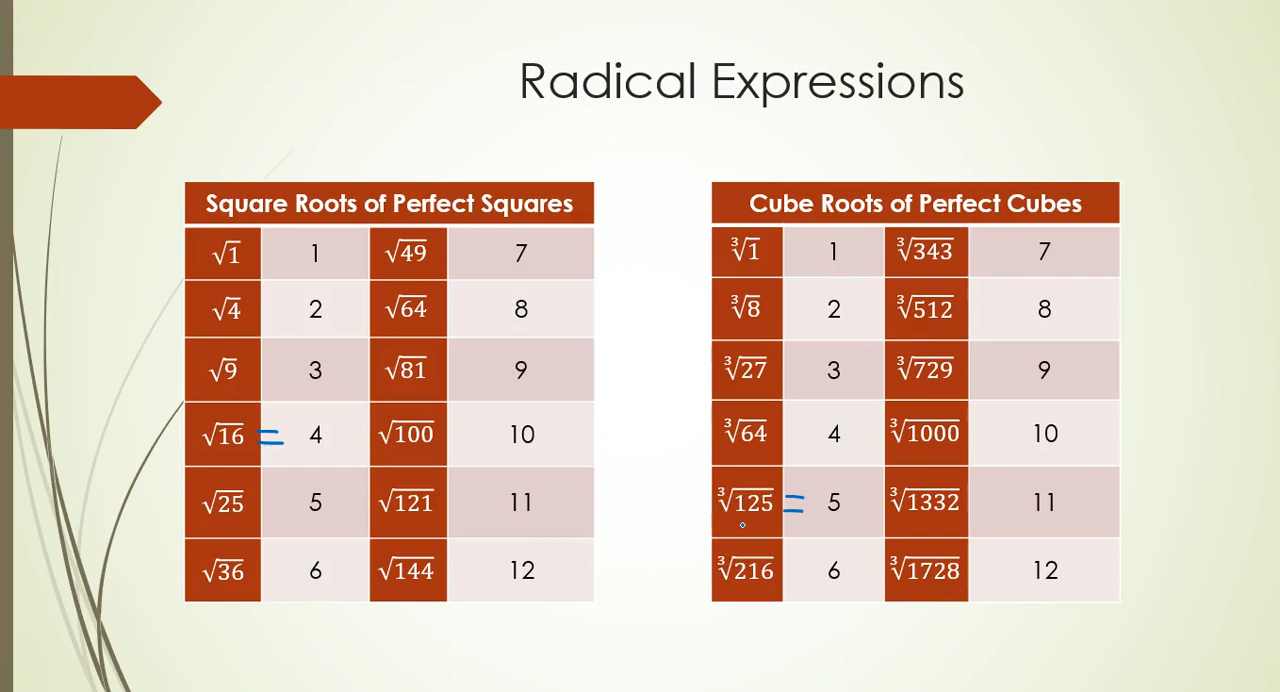 Radical Expressions
Square Roots of Perfect Squares
√1 1 √49 7
√4 2 √64 8
√9 3 √81 9
√16 = 4 √100 10
√25 5 √121 11
√36 6 √144 12
Cube Roots of Perfect Cubes
∛1 1 ∛343 7
∛8 2 ∛512 8
∛27 3 ∛729 9
∛64 4 ∛1000 10
∛125 = 5 ∛1332 11
∛216 6 ∛1728 12